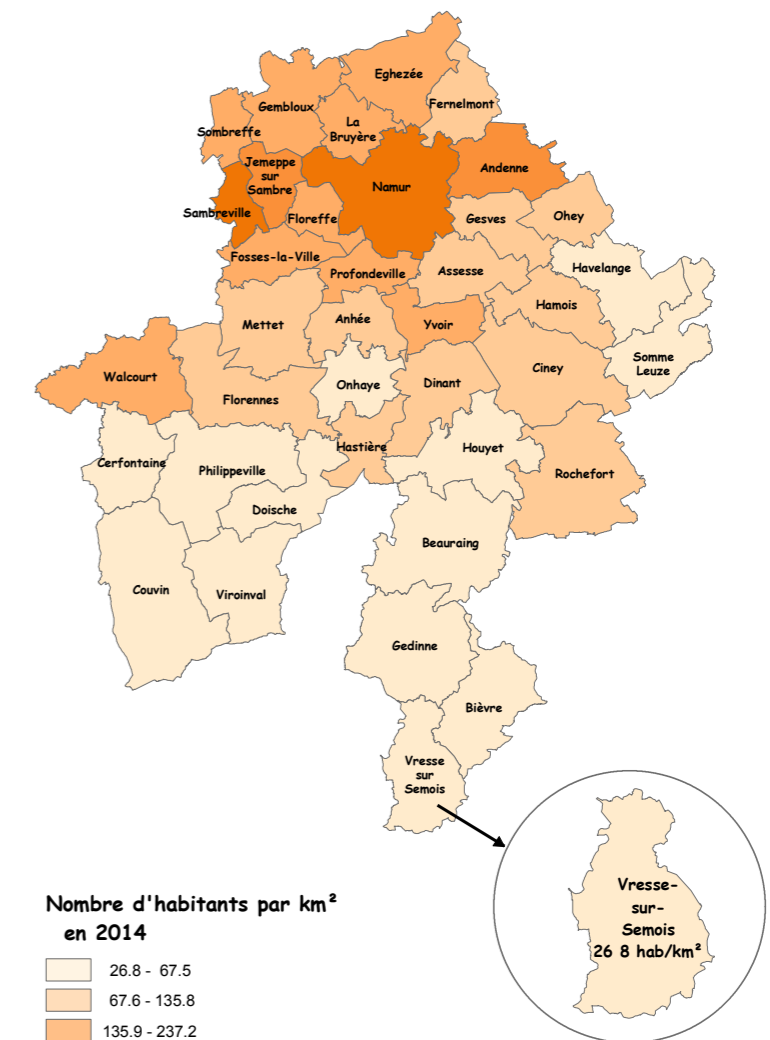 Eghezée
Gembloux
Fernelmont
La
Bruyère
Sombreffe
Jemeppe
sur
Sambre
Andenne
Namur
Sambreville
Floreffe
Gesves
Ohey
Fosses-la-Ville
Profondeville
Assesse
Havelange
Hamois
Mettet
Anhée
Yvoir
Somme
Leuze
Walcourt
Onhaye
Dinant
Ciney
Florennes
Hastière
Houyet
Cerfontaine
Philippeville
Rochefort
Doische
Beauraing
Couvin
Viroinval
Gedinne
Bièvre
Vresse
sur
Semois
Vresse-
sur-
Semois
26 8 hab/km²
Nombre d'habitants par km²
en 2014
26.8 - 67.5
67.6 - 135.8
135.9 - 237.2